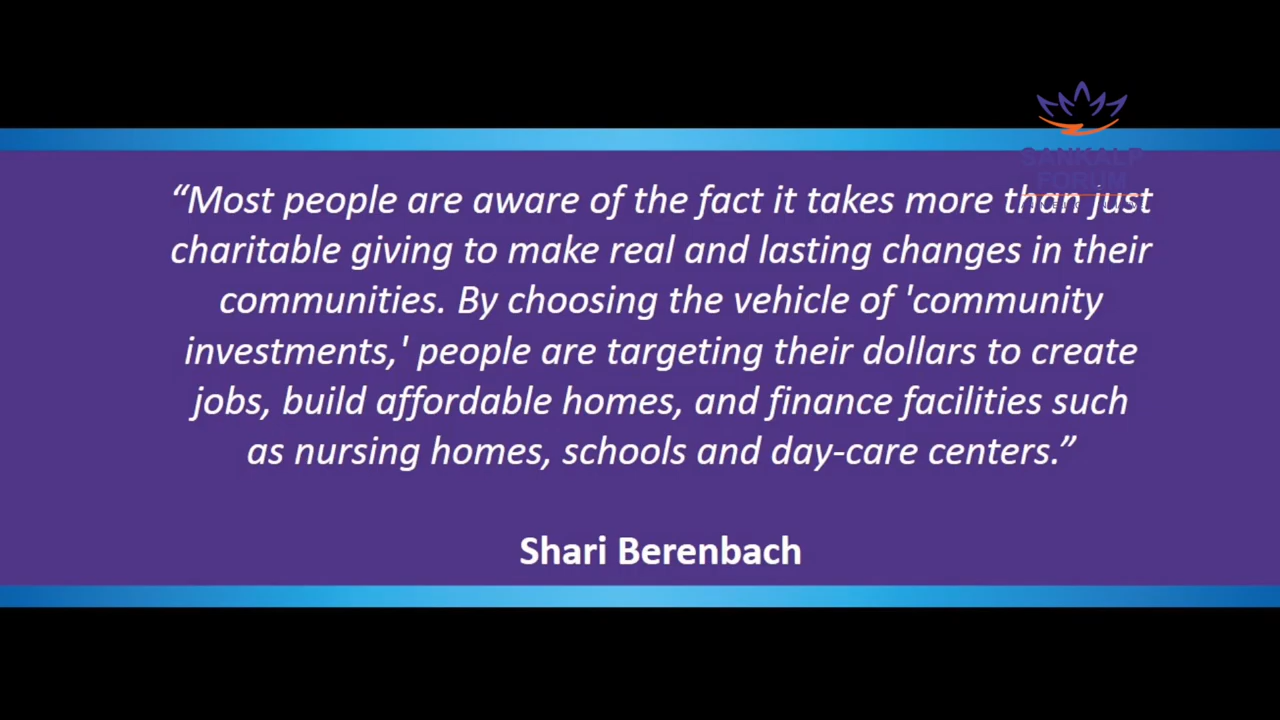 SANKALP
FORUM
“Most people are aware of the fact it takes more than just
charitable giving to make real and lasting changes in their
communities. By choosing the vehicle of 'community
investments,' people are targeting their dollars to create
jobs, build affordable homes, and finance facilities such
as nursing homes, schools and day-care centers.”
Shari Berenbach